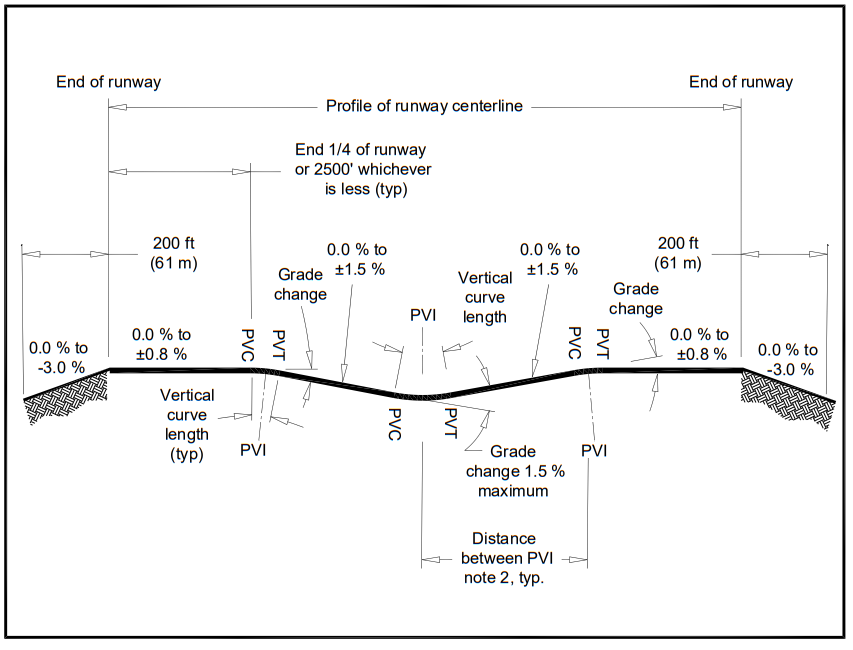 End of runway
End of runway
Profile of runway centerline
End 1/4 of runway
or 2500' whichever
is less (typ)
200 ft
(61 m)
0.0 % to
±1.5 %
0.0 % to
±1.5 %
200 ft
(61 m)
Grade
change
Vertical
curve
length
Grade
change
PVI
0.0 % to
-3.0 %
0.0 % to
±0.8 %
PVC
PVT
PVC
PVT
0.0 % to
±0.8 %
0.0 % to
-3.0 %
Vertical
curve
length
(typ)
PVI
PVC
PVT
Grade
change 1.5 %
maximum
PVI
Distance
between PVI
note 2, typ.